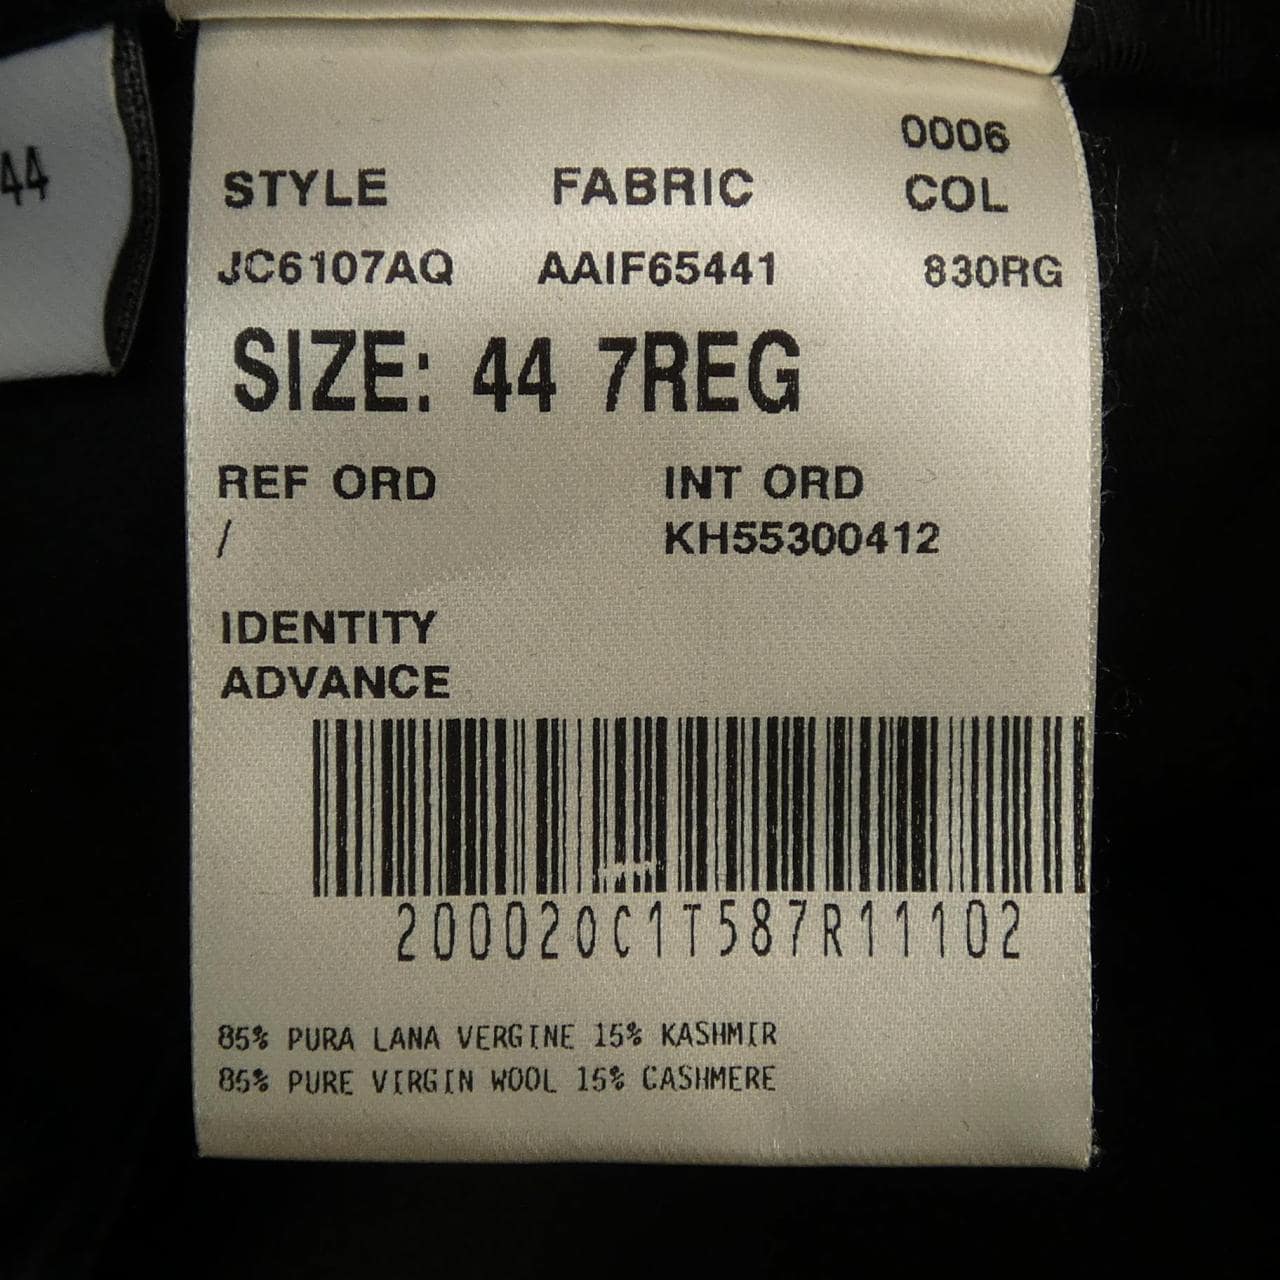 44
0006
STYLE FABRIC COL
JC6107AQ AAIF65441 830RG
SIZE: 44 7REG
REF ORD INT ORD
/ KH55300412
IDENTITY
ADVANCE
200020C1T587R11102
85% PURA LANA VERGINE 15% KASHMIR
85% PURE VIRGIN WOOL 15% CASHMERE